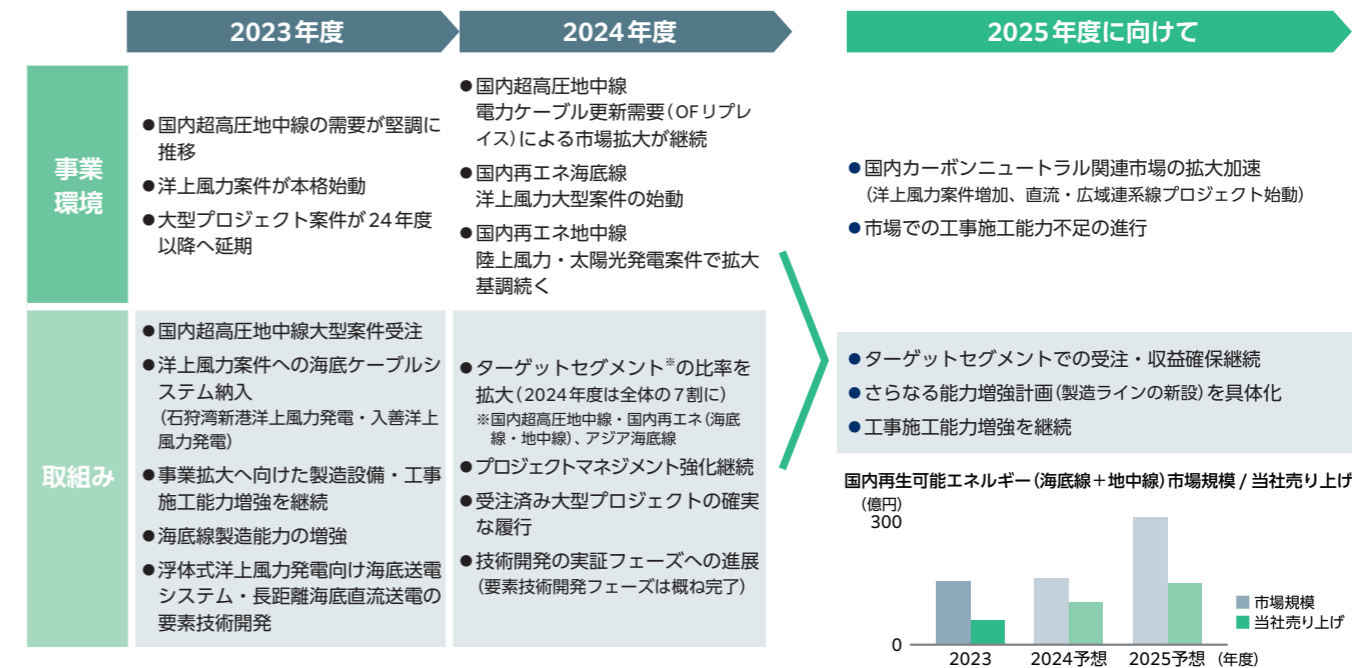 2023年度
2024年度
2025年度に向けて
事業
環境
●国内超高圧地中線の需要が堅調に
推移
●洋上風力案件が本格始動
●大型プロジェクト案件が24年度
以降へ延期
●国内超高圧地中線
電力ケーブル更新需要(OFリプレ
イス)による市場拡大が継続
●国内再エネ海底線
洋上風力大型案件の始動
●国内再エネ地中線
陸上風力・太陽光発電案件で拡大
基調続く
●国内カーボンニュートラル関連市場の拡大加速
(洋上風力案件増加、直流・広域連系線プロジェクト始動)
●市場での工事施工能力不足の進行
取組み
●国内超高圧地中線大型案件受注
●洋上風力案件への海底ケーブルシ
ステム納入
(石狩湾新港洋上風力発電・入善洋上
風力発電)
●事業拡大へ向けた製造設備・工事
施工能力増強を継続
●海底線製造能力の増強
●浮体式洋上風力発電向け海底送電
システム・長距離海底直流送電の
要素技術開発
●ターゲットセグメント※の比率を
拡大(2024年度は全体の7割に)
※国内超高圧地中線・国内再エネ(海底
線・地中線)、アジア海底線
●プロジェクトマネジメント強化継続
●受注済み大型プロジェクトの確実
な履行
●技術開発の実証フェーズへの進展
(要素技術開発フェーズは概ね完了)
●ターゲットセグメントでの受注・収益確保継続
●さらなる能力増強計画(製造ラインの新設)を具体化
●工事施工能力増強を継続
国内再生可能エネルギー(海底線+地中線)市場規模 / 当社売り上げ
(億円)
300
0
市場規模
当社売り上げ
2023 2024予想 2025予想 (年度)